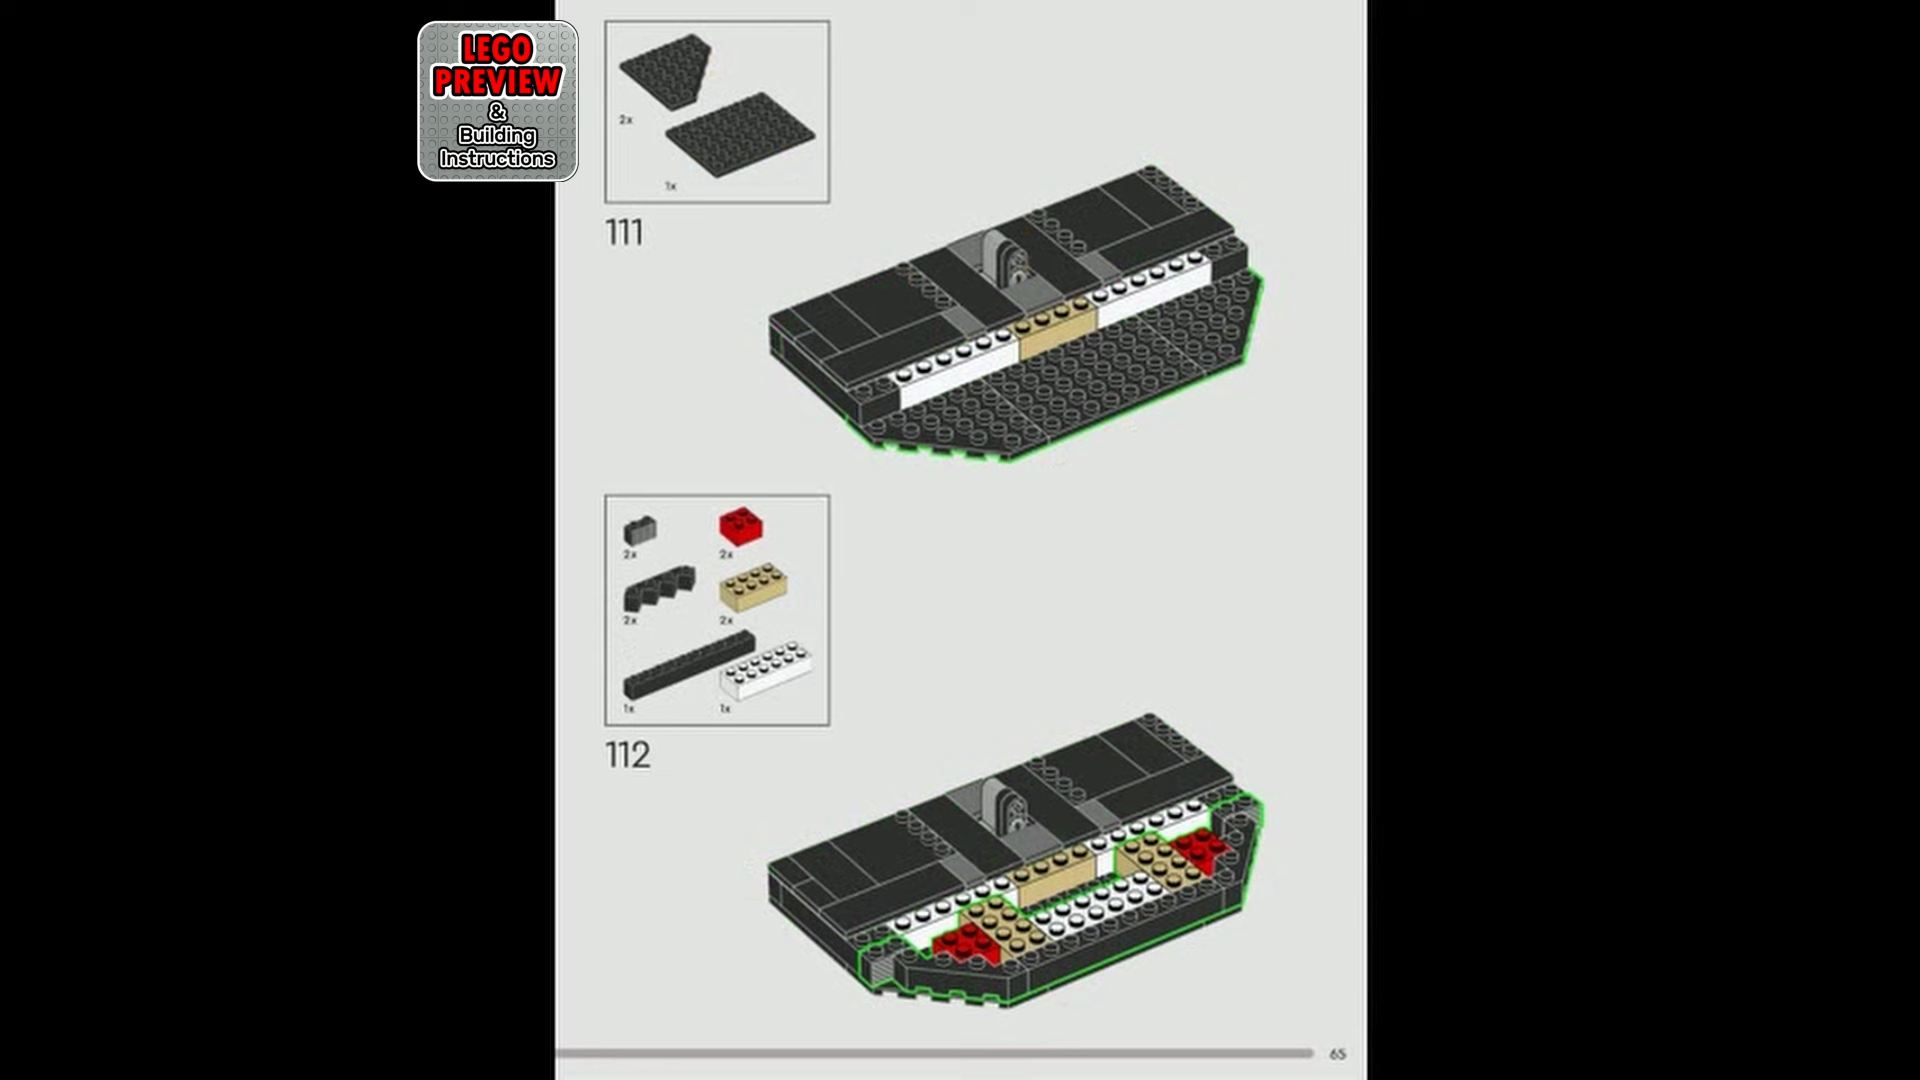 LEGO
PREVIEW
&
Building
Instructions
2x
1x
111
2x
2x
2x
2x
1x
1x
112
65